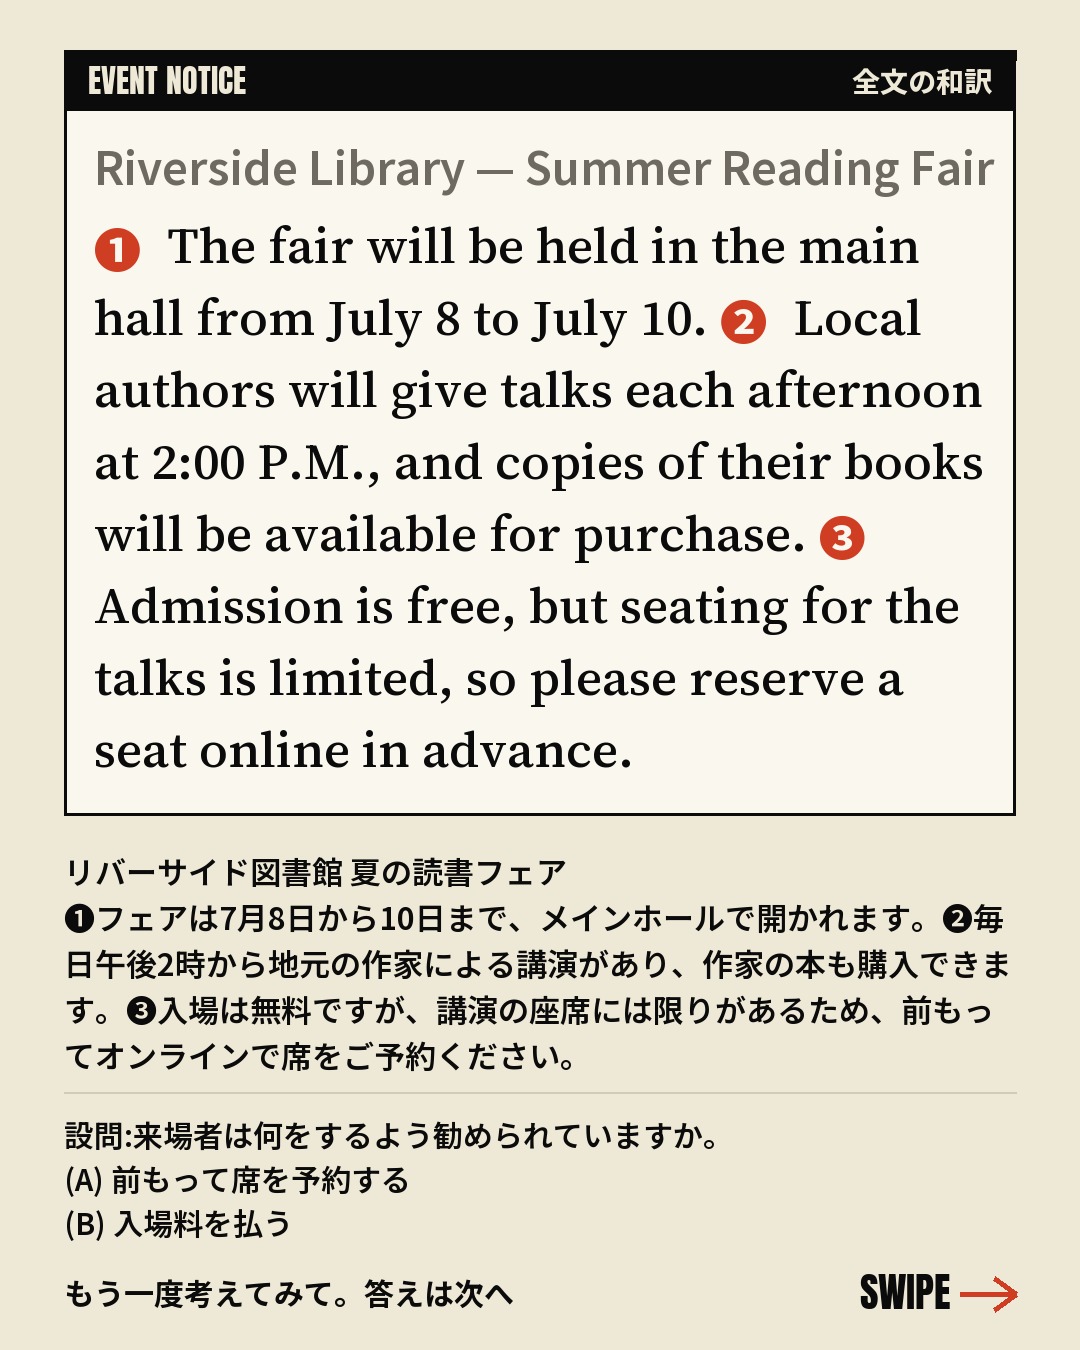 EVENT NOTICE
全文の和訳
Riverside Library — Summer Reading Fair
❶ The fair will be held in the main
hall from July 8 to July 10. ❷ Local
authors will give talks each afternoon
at 2:00 P.M., and copies of their books
will be available for purchase. ❸
Admission is free, but seating for the
talks is limited, so please reserve a
seat online in advance.
リバーサイド図書館 夏の読書フェア
❶フェアは7月8日から10日まで、メインホールで開かれます。❷毎
日午後2時から地元の作家による講演があり、作家の本も購入できま
す。❸入場は無料ですが、講演の座席には限りがあるため、前もっ
てオンラインで席をご予約ください。
設問:来場者は何をするよう勧められていますか。
(A) 前もって席を予約する
(B) 入場料を払う
もう一度考えてみて。答えは次へ
SWIPE